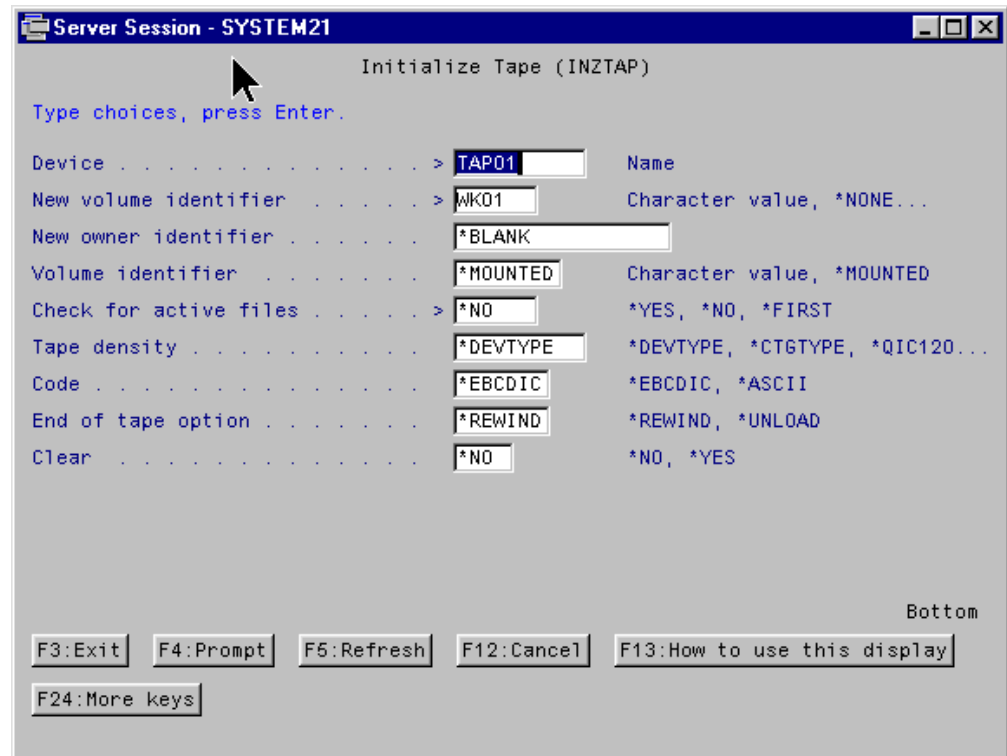 Server Session - SYSTEM21
Initialize Tape (INZTAP)
Type choices, press Enter.
Device . . . . . . . . . . . . . > TAP01 Name
New volume identifier . . . . . > WK01 Character value, *NONE...
New owner identifier . . . . . . *BLANK
Volume identifier . . . . . . . *MOUNTED Character value, *MOUNTED
Check for active files . . . . . > *NO *YES, *NO, *FIRST
Tape density . . . . . . . . . . *DEVTYPE *DEVTYPE, *CTGTYPE, *QIC120...
Code . . . . . . . . . . . . . . *EBCDIC *EBCDIC, *ASCII
End of tape option . . . . . . . *REWIND *REWIND, *UNLOAD
Clear . . . . . . . . . . . . . *NO *NO, *YES
Bottom
F3:Exit F4:Prompt F5:Refresh F12:Cancel F13:How to use this display
F24:More keys